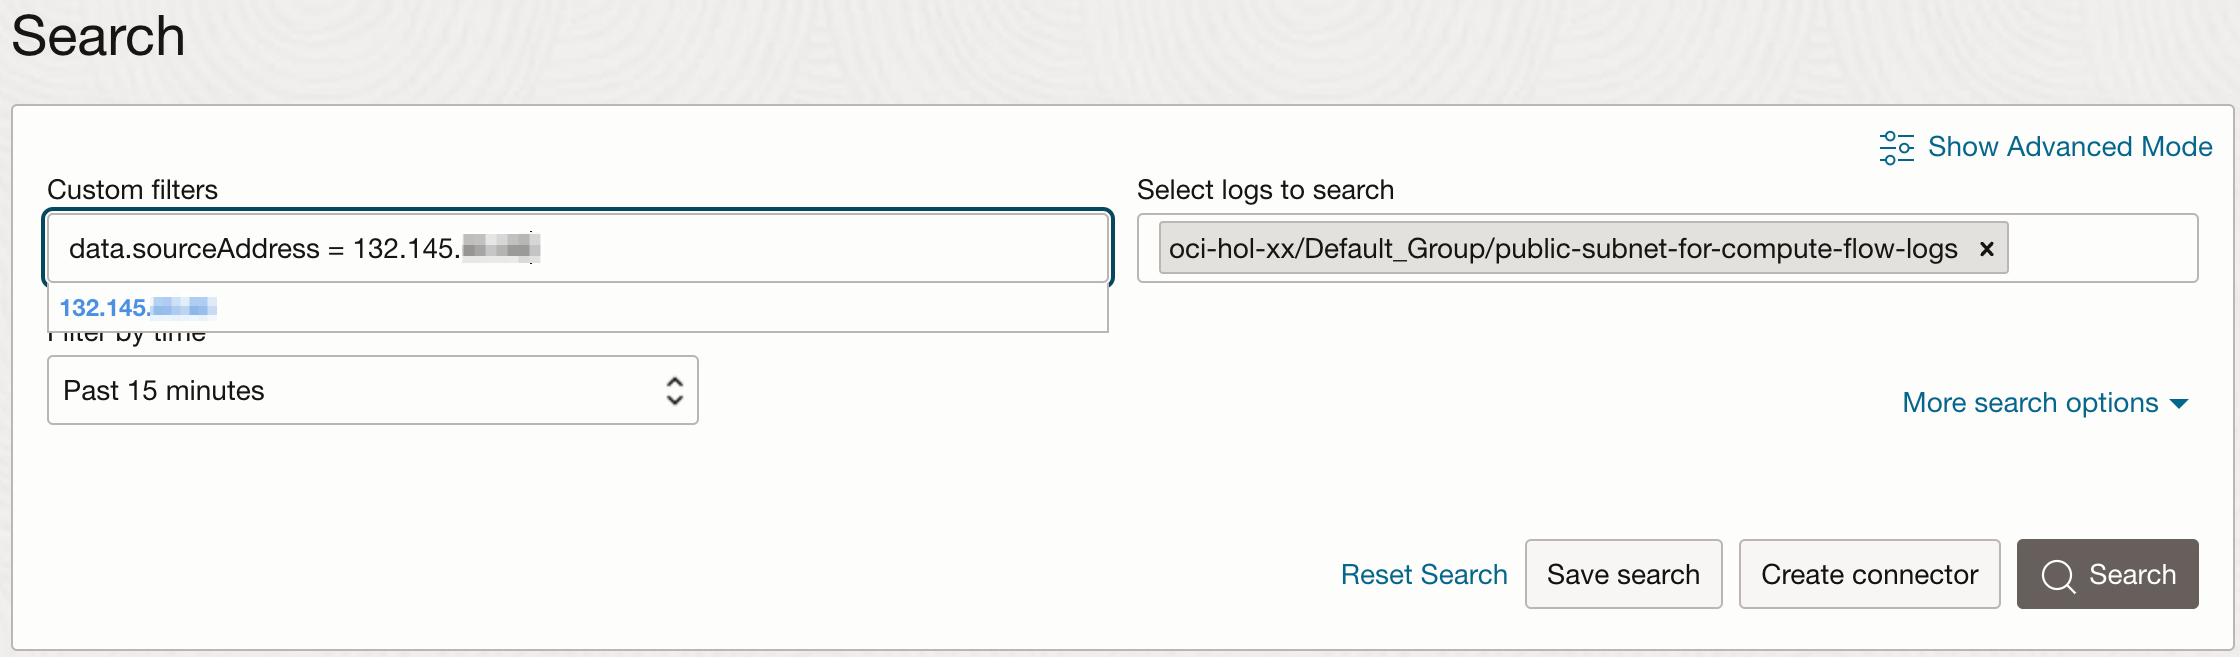 Search
Show Advanced Mode
Custom filters
data.sourceAddress = 132.145.
132.145.
Select logs to search
oci-hol-xx/Default_Group/public-subnet-for-compute-flow-logs ×
Filter by time
Past 15 minutes
More search options
Reset Search
Save search
Create connector
Search